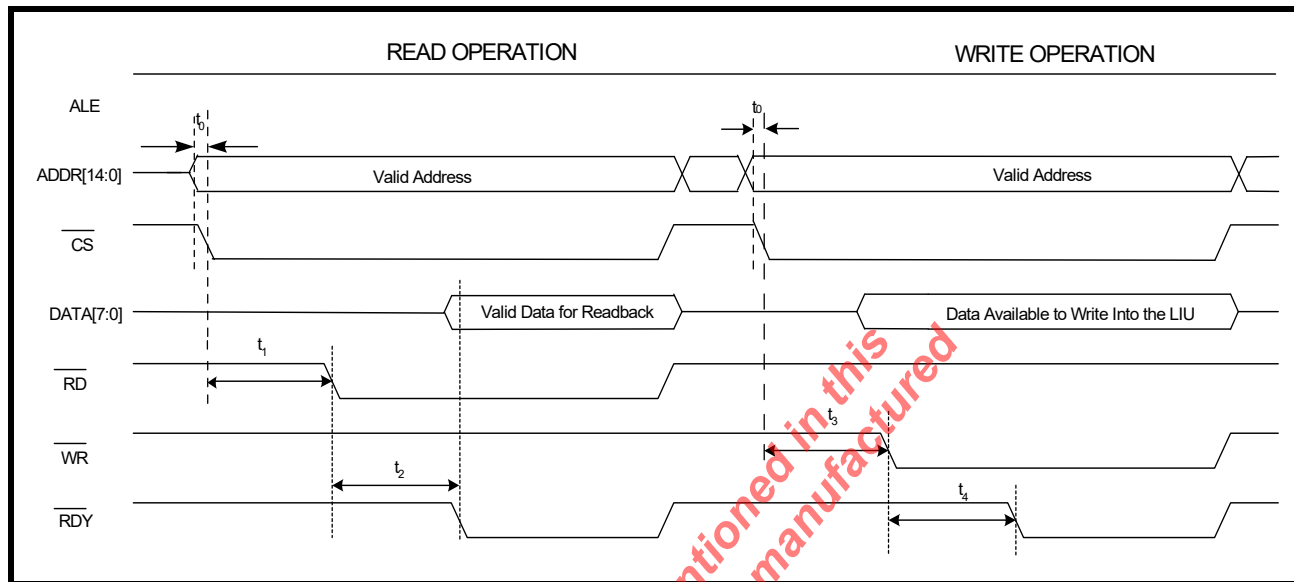 READ OPERATION WRITE OPERATION
ALE
t0 t0
ADDR[14:0] Valid Address Valid Address
CS
DATA[7:0] Valid Data for Readback Data Available to Write Into the LIU
t1
RD
t3
WR
t2 t4
RDY
mentioned in this
manufactured